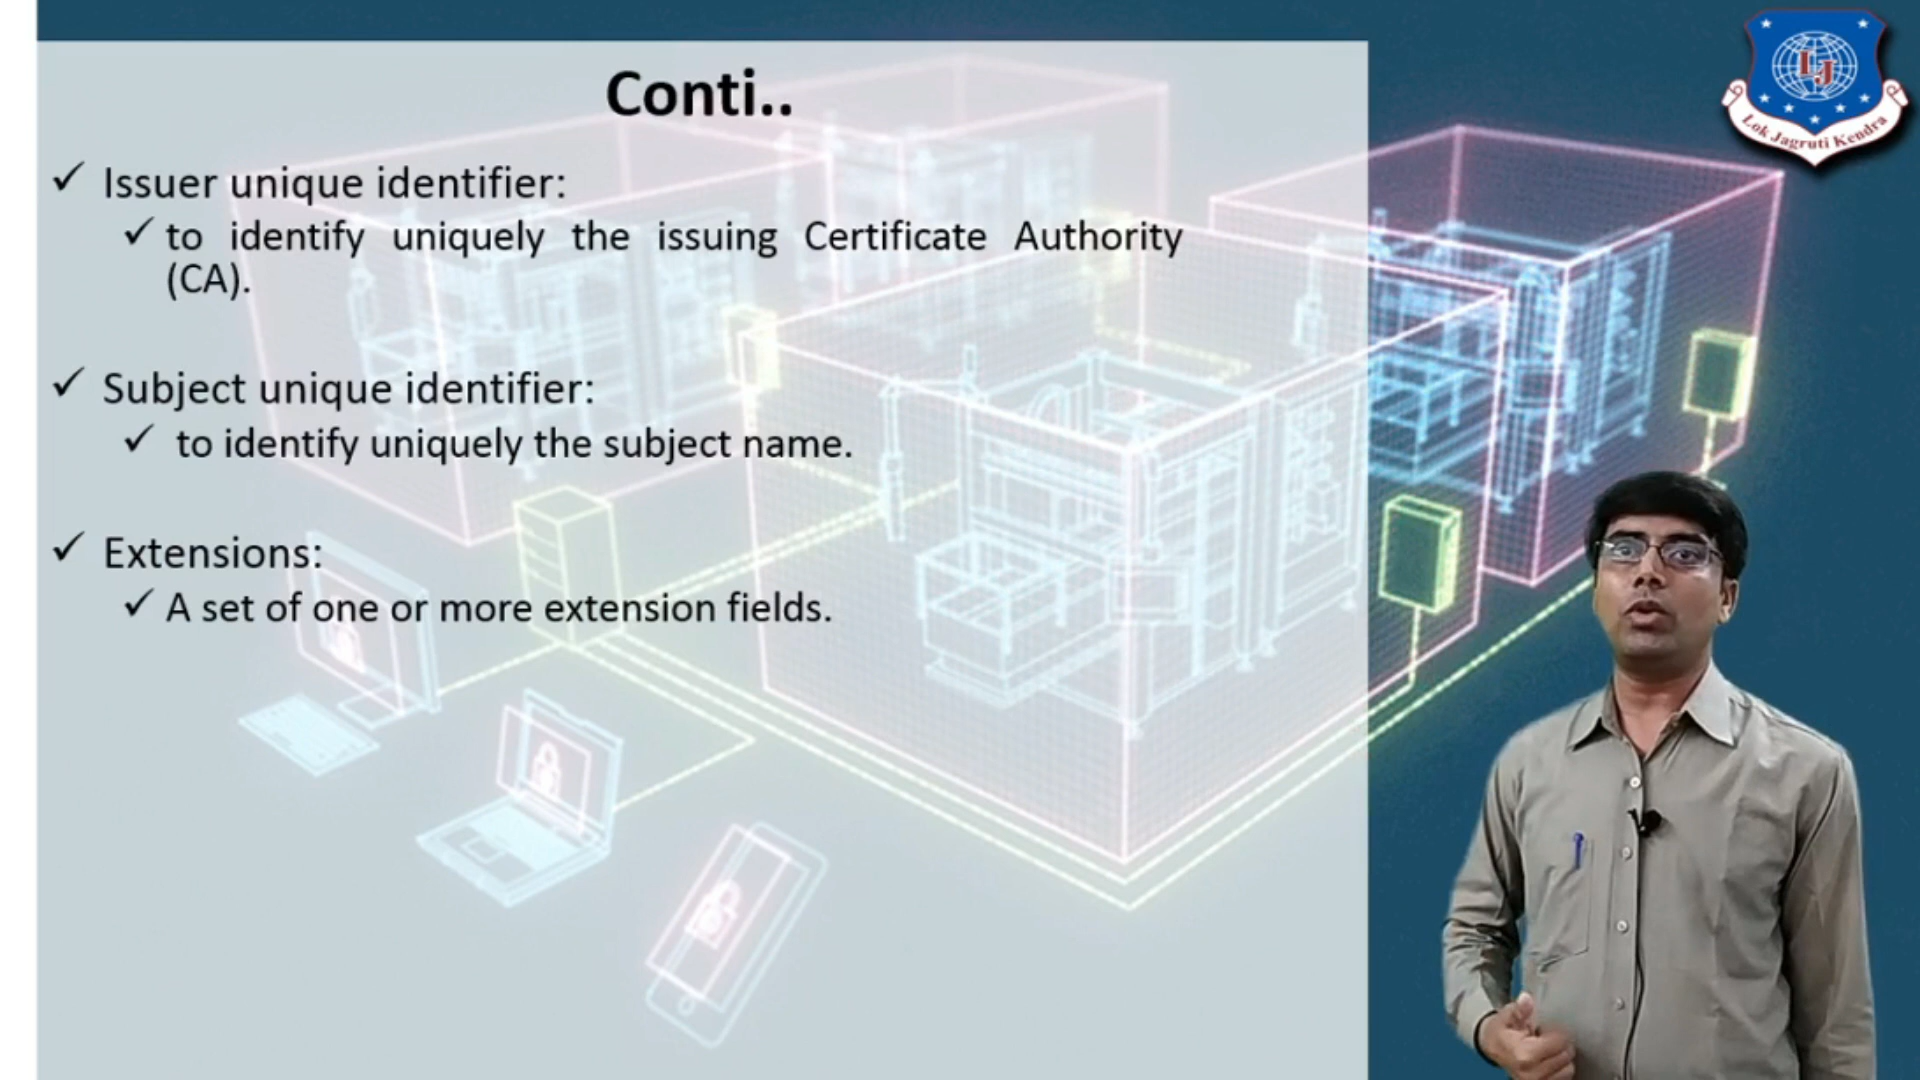 Conti..
✓ Issuer unique identifier:
✓ to identify uniquely the issuing Certificate Authority
(CA).
✓ Subject unique identifier:
✓ to identify uniquely the subject name.
✓ Extensions:
✓ A set of one or more extension fields.
LJ
Lok Jagruti Kendra